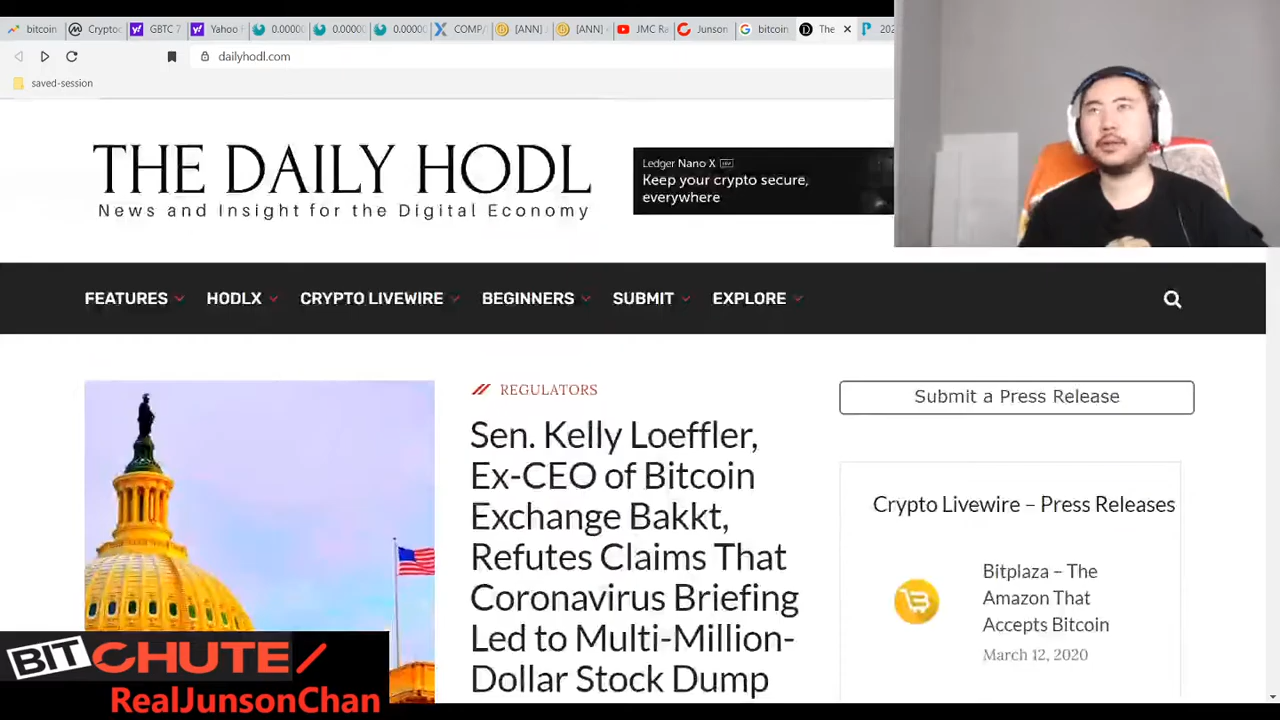 bitcoin
Cryptoc
GBTC 7
Yahoo F
0.0000
0.0000
0.0000
COMP/
[ANN]
[ANN]
JMC Ra
Junson
bitcoin
The
202
dailyhodl.com
saved-session
THE DAILY HODL
News and Insight for the Digital Economy
Ledger Nano X
Keep your crypto secure,
everywhere
FEATURES HODLX CRYPTO LIVEWIRE BEGINNERS SUBMIT EXPLORE
REGULATORS
Sen. Kelly Loeffler,
Ex-CEO of Bitcoin
Exchange Bakkt,
Refutes Claims That
Coronavirus Briefing
Led to Multi-Million-
Dollar Stock Dump
Submit a Press Release
Crypto Livewire – Press Releases
Bitplaza – The
Amazon That
Accepts Bitcoin
March 12, 2020
BITCHUTE/
RealJunsonChan